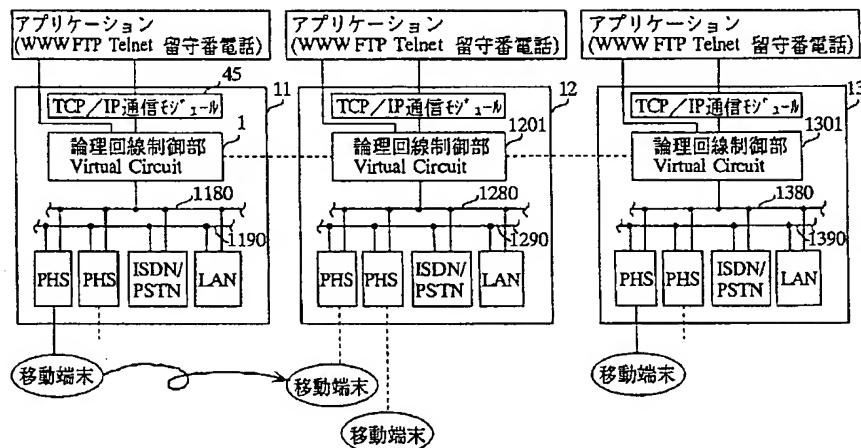 アプリケーション
(WWW FTP Telnet 留守番電話)
45
11
TCP/IP通信モジュール
1
論理回線制御部
Virtual Circuit
1180
1190
PHS
PHS
ISDN/
PSTN
LAN
移動端末
アプリケーション
(WWW FTP Telnet 留守番電話)
12
TCP/IP通信モジュール
1201
論理回線制御部
Virtual Circuit
1280
1290
PHS
PHS
ISDN/
PSTN
LAN
移動端末
移動端末
アプリケーション
(WWW FTP Telnet 留守番電話)
13
TCP/IP通信モジュール
1301
論理回線制御部
Virtual Circuit
1380
1390
PHS
PHS
ISDN/
PSTN
LAN
移動端末